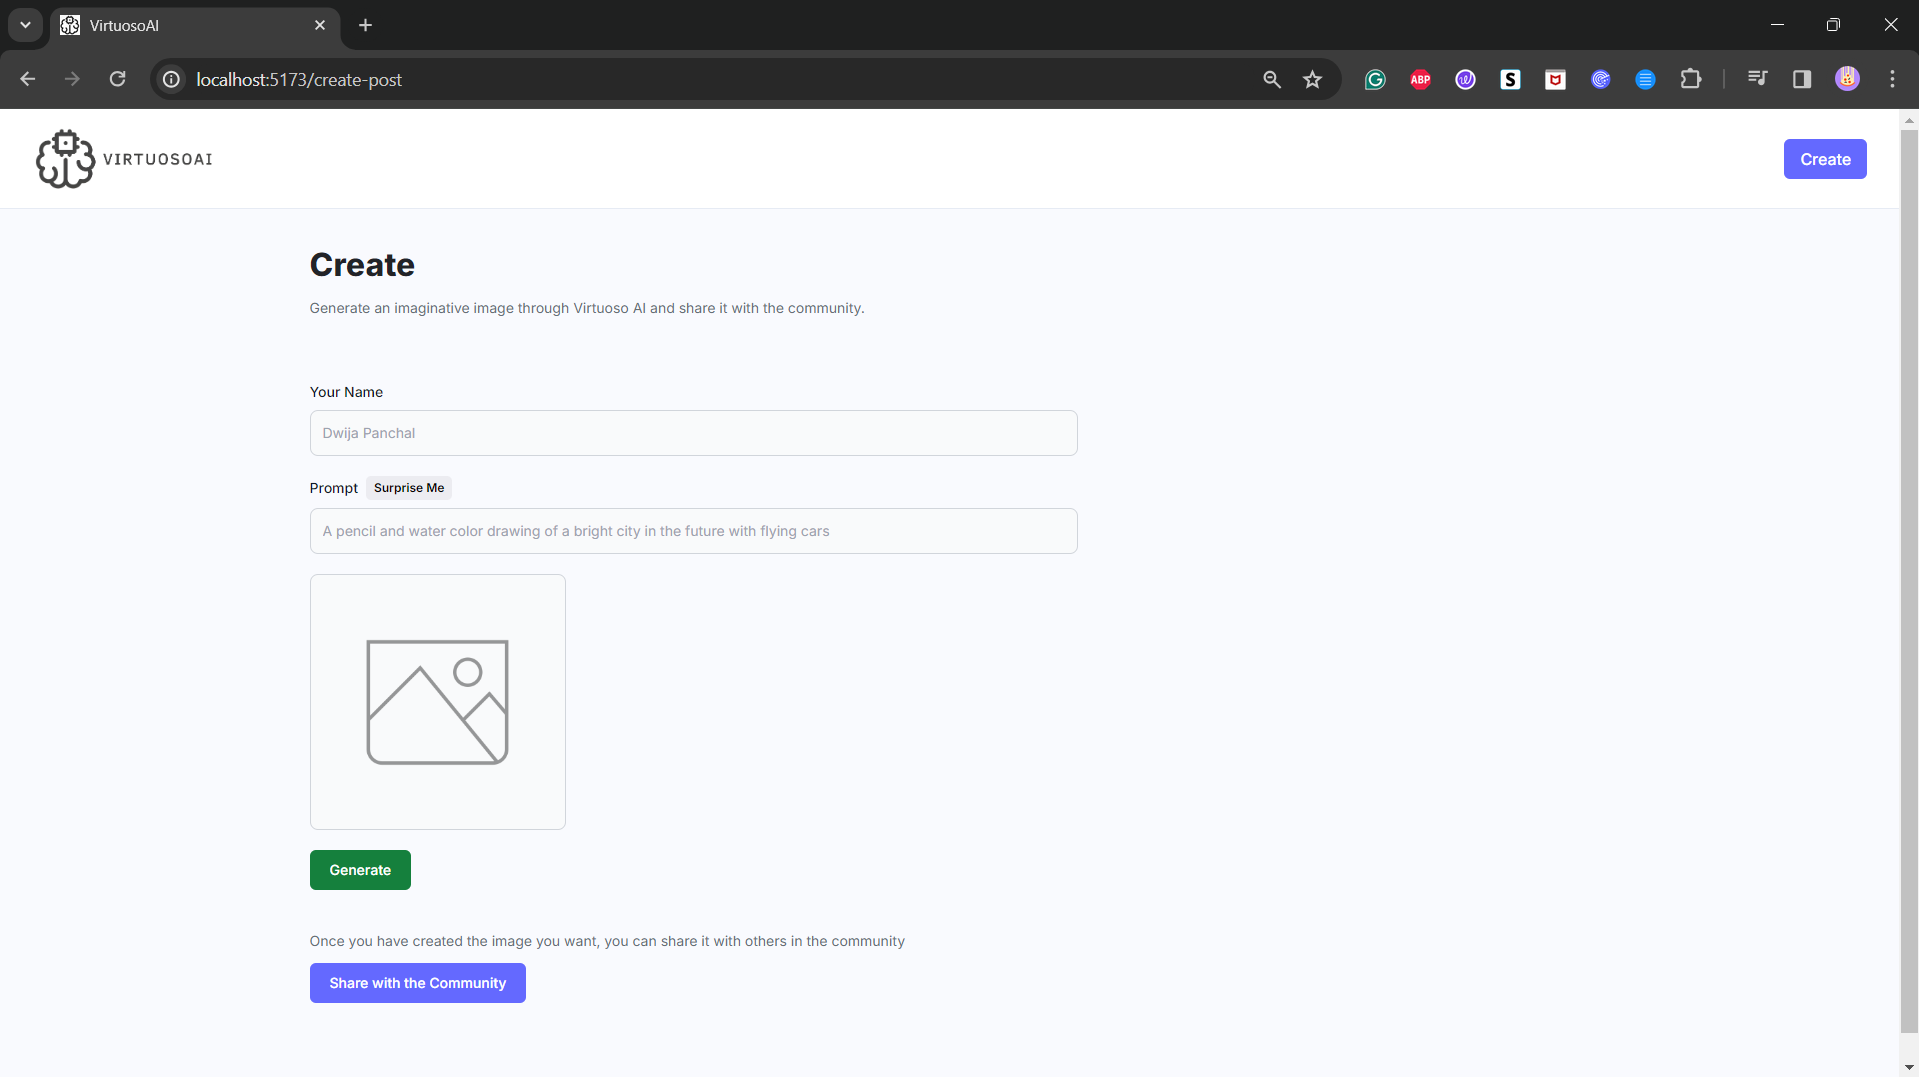 VirtuosoAI
localhost:5173/create-post
ABP
S
VIRTUOSOAI
Create
Create
Generate an imaginative image through Virtuoso AI and share it with the community.
Your Name
Dwija Panchal
Prompt Surprise Me
A pencil and water color drawing of a bright city in the future with flying cars
Generate
Once you have created the image you want, you can share it with others in the community
Share with the Community